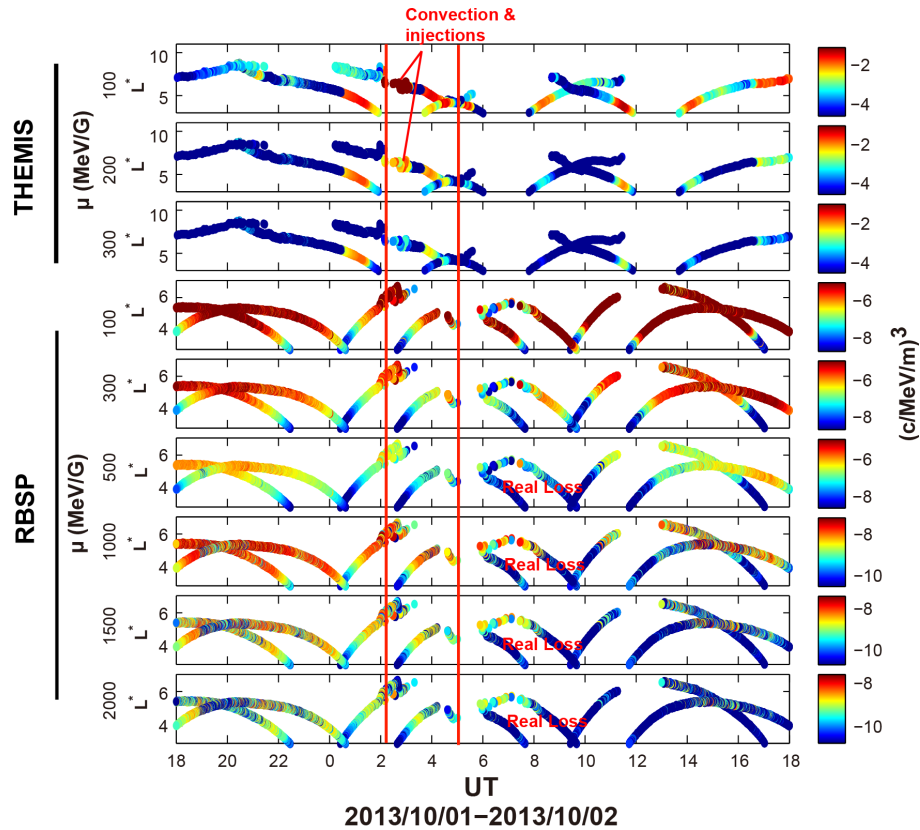 Convection &
injections
THEMIS
μ (MeV/G)
100
L*
10
5
−2
−4
200
L*
10
5
−2
−4
300
L*
10
5
−2
−4
RBSP
μ (MeV/G)
(c/MeV/m)³
100
L*
6
4
−6
−8
300
L*
6
4
−6
−8
500
L*
6
4
Real Loss
−6
−8
1000
L*
6
4
Real Loss
−8
−10
1500
L*
6
4
Real Loss
−8
−10
2000
L*
6
4
Real Loss
−8
−10
18 20 22 0 2 4 6 8 10 12 14 16 18
UT
2013/10/01−2013/10/02